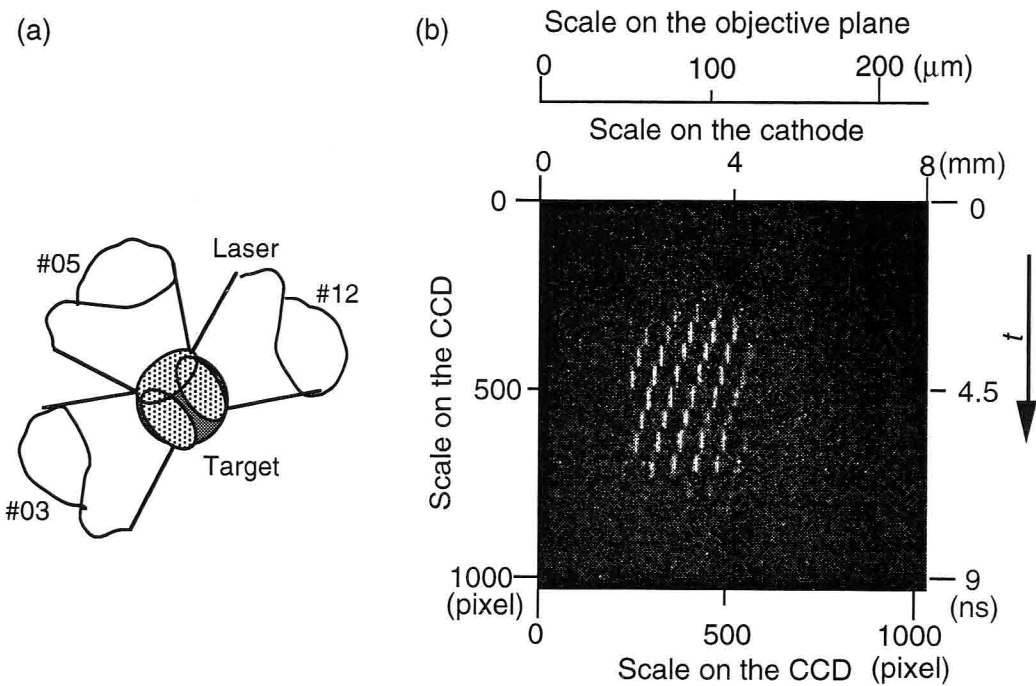 (a)
#05
Laser
#12
#03
Target
(b)
Scale on the objective plane
0 100 200 (μm)
Scale on the cathode
0 4 8 (mm)
Scale on the CCD
0
500
1000
(pixel)
0
4.5
9
(ns)
t
0 500 1000
Scale on the CCD (pixel)